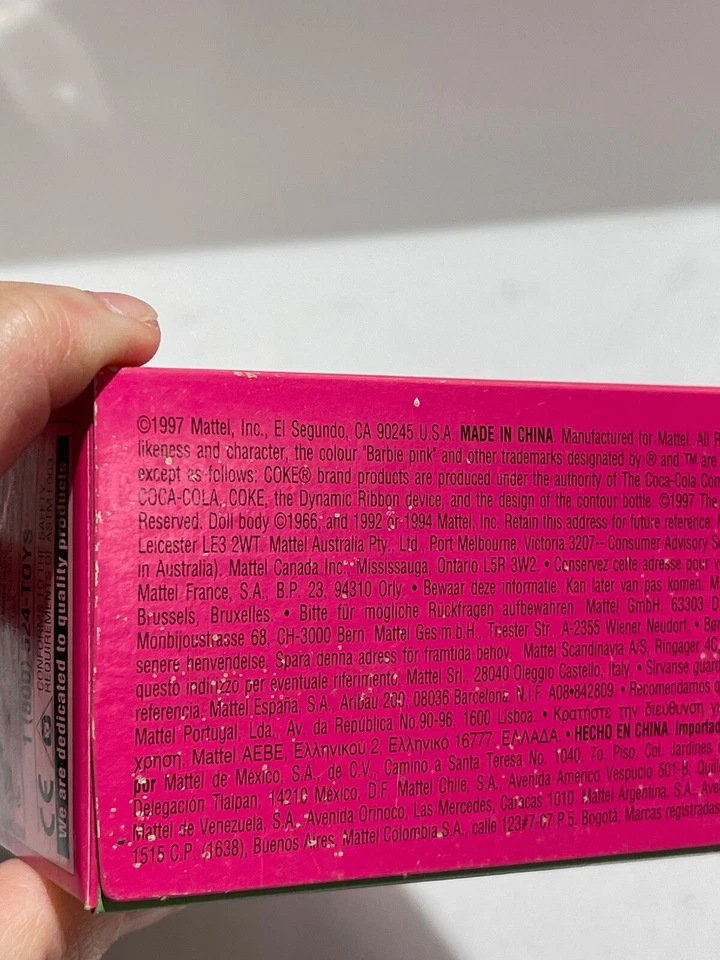 ©1997 Mattel, Inc., El Segundo, CA 90245 U.S.A. MADE IN CHINA. Manufactured for Mattel. All
likeness and character, the colour "Barbie pink" and other trademarks designated by ® and ™ are
except as follows: COKE® brand products are produced under the authority of The Coca-Cola
COCA-COLA, COKE, the Dynamic Ribbon device, and the design of the contour bottle. ©1997 The
Reserved. Doll body ©1966 and 1992 or 1994 Mattel, Inc. Retain this address for future reference:
Leicester LE3 2WT. Mattel Australia Pty., Ltd., Port Melbourne, Victoria 3207-- Consumer Advisory
in Australia). Mattel Canada Inc., Mississauga, Ontario L5R 3W2 • Conservez cette adresse pour
Mattel France, S.A., B.P. 23, 94310 Orly. • Bewaar deze informatie. Kan later van pas komen.
Brussels, Bruxelles. • Bitte für mögliche Rückfragen aufbewahren. Mattel GmbH, 63303
Monbijoustrasse 68, CH-3000 Bern. Mattel Ges.m.b.H., Triester Str., A-2355 Wiener Neudorf. •
senere henvendelse, Spara denna adress för framtida behov. Mattel Scandinavia A/S, Ringager
questo indirizzo per eventuale riferimento. Mattel Srl, 28040 Oleggio Castello, Italy. • Sirvanse
referencia. Mattel España, S.A., Aribau 200, 08036 Barcelona. N.I.F. A08•842809. • Recomendamos
Mattel Portugal, Lda., Av. da República No.90-96, 1600 Lisboa. • Κρατήστε την διεύθυνση
χρηση. Mattel AEBE, Ελληνικου 2, Ελληνικό 16777, ΕΛΛΑΔΑ. • HECHO EN CHINA.
por Mattel de México, S.A., de C.V., Camino a Santa Teresa No. 1040, 7o. Piso, Col. Jardines
Delegación Tlalpan, 14210 México, D.F. Mattel Chile, S.A., Avenida Américo Vespucio 501-B,
Mattel de Venezuela, S.A., Avenida Orinoco, Las Mercedes, Caracas 1010. Mattel Argentina, S.A.,
1515 C.P. (1638), Buenos Aires. Mattel Colombia S.A., calle 123#7-07 P.5. Bogotá. Marcas registradas
TOYS
CONFORMS TO THE SAFETY
REQUIREMENTS OF ASTM
CE
We are dedicated to quality products